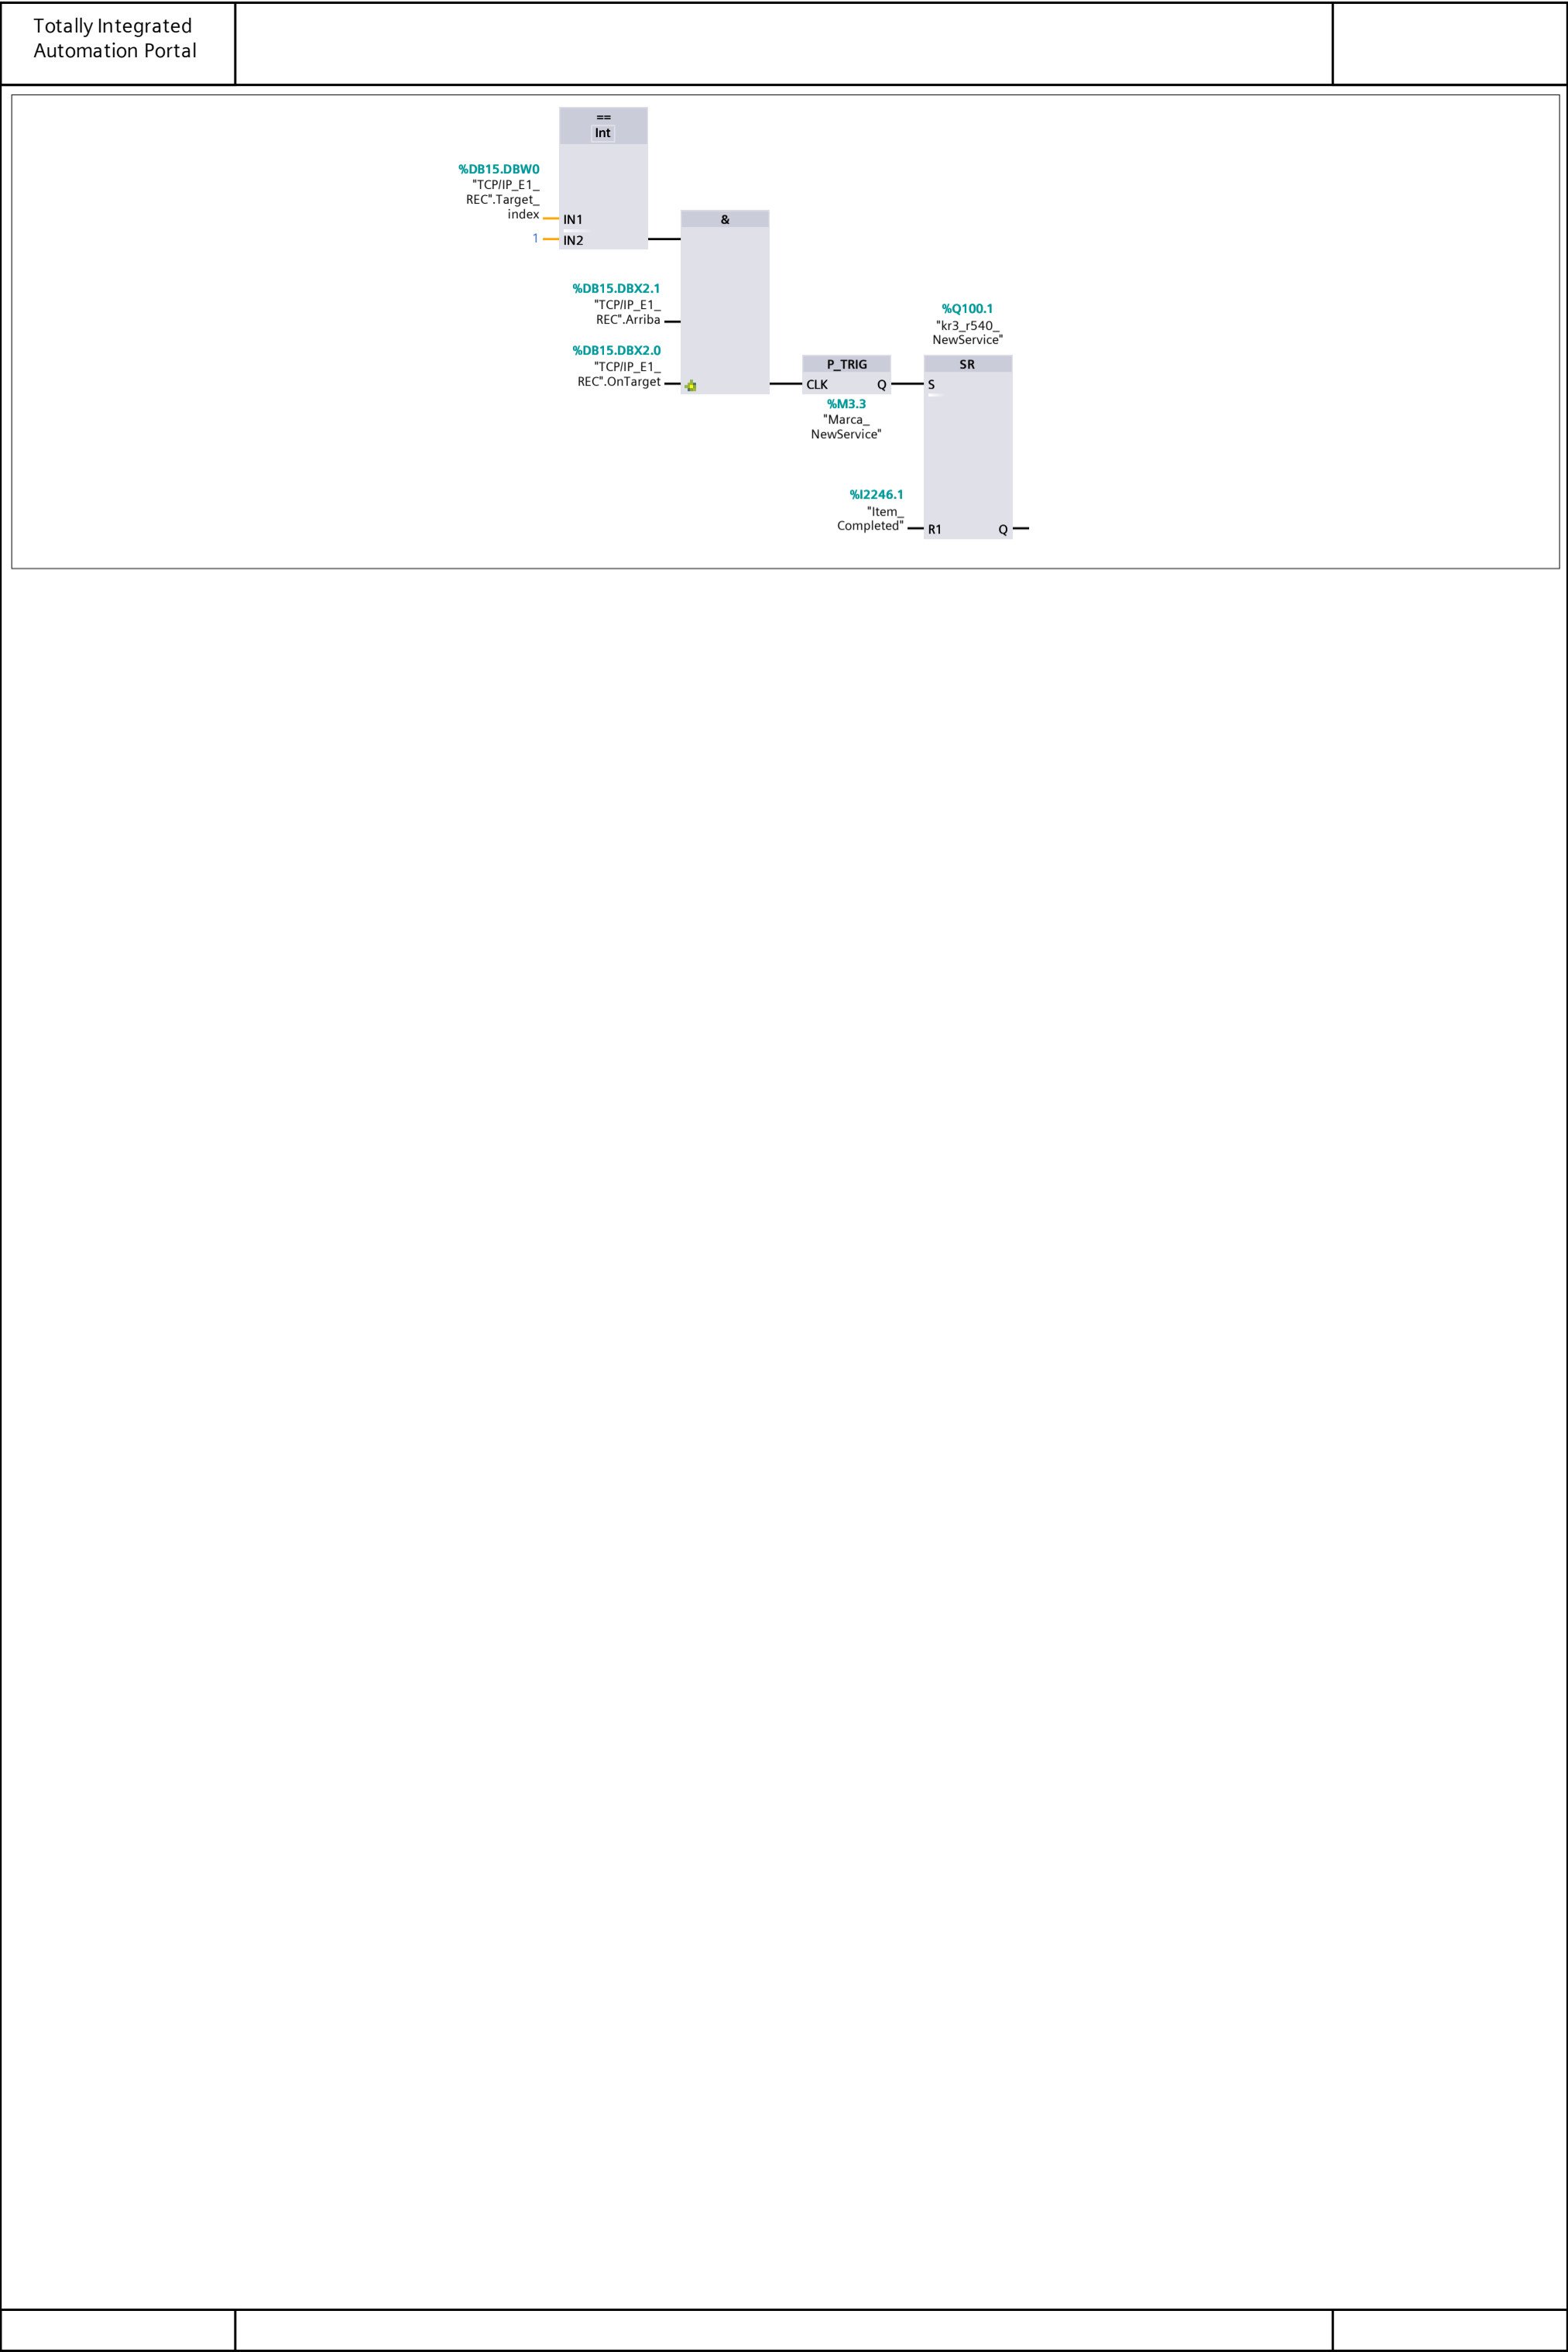 Totally Integrated
Automation Portal
==
Int
%DB15.DBW0
"TCP/IP_E1_
REC".Target_
index
IN1
1
IN2
&
%DB15.DBX2.1
"TCP/IP_E1_
REC".Arriba
%DB15.DBX2.0
"TCP/IP_E1_
REC".OnTarget
P_TRIG
CLK
Q
%M3.3
"Marca_
NewService"
%Q100.1
"kr3_r540_
NewService"
SR
S
%I2246.1
"Item_
Completed"
R1
Q